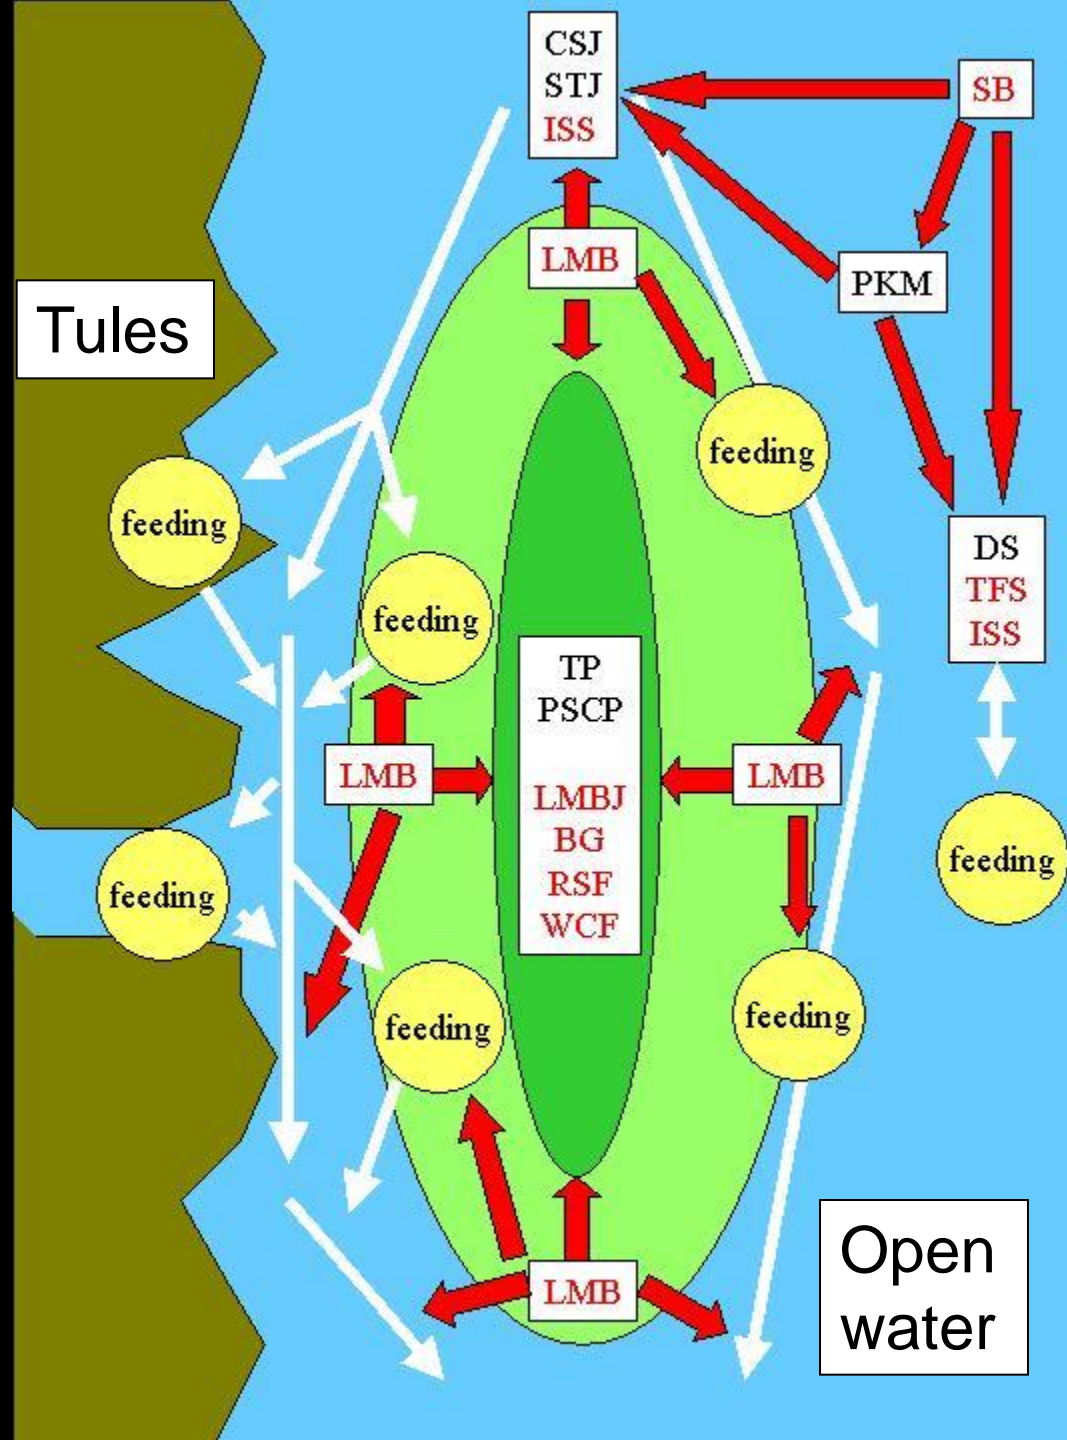 CSJ
STJ
ISS
SB
LMB
PKM
Tules
feeding
feeding
DS
TFS
ISS
feeding
TP
PSCP
LMBJ
BG
RSF
WCF
LMB
LMB
feeding
feeding
feeding
feeding
LMB
Open
water